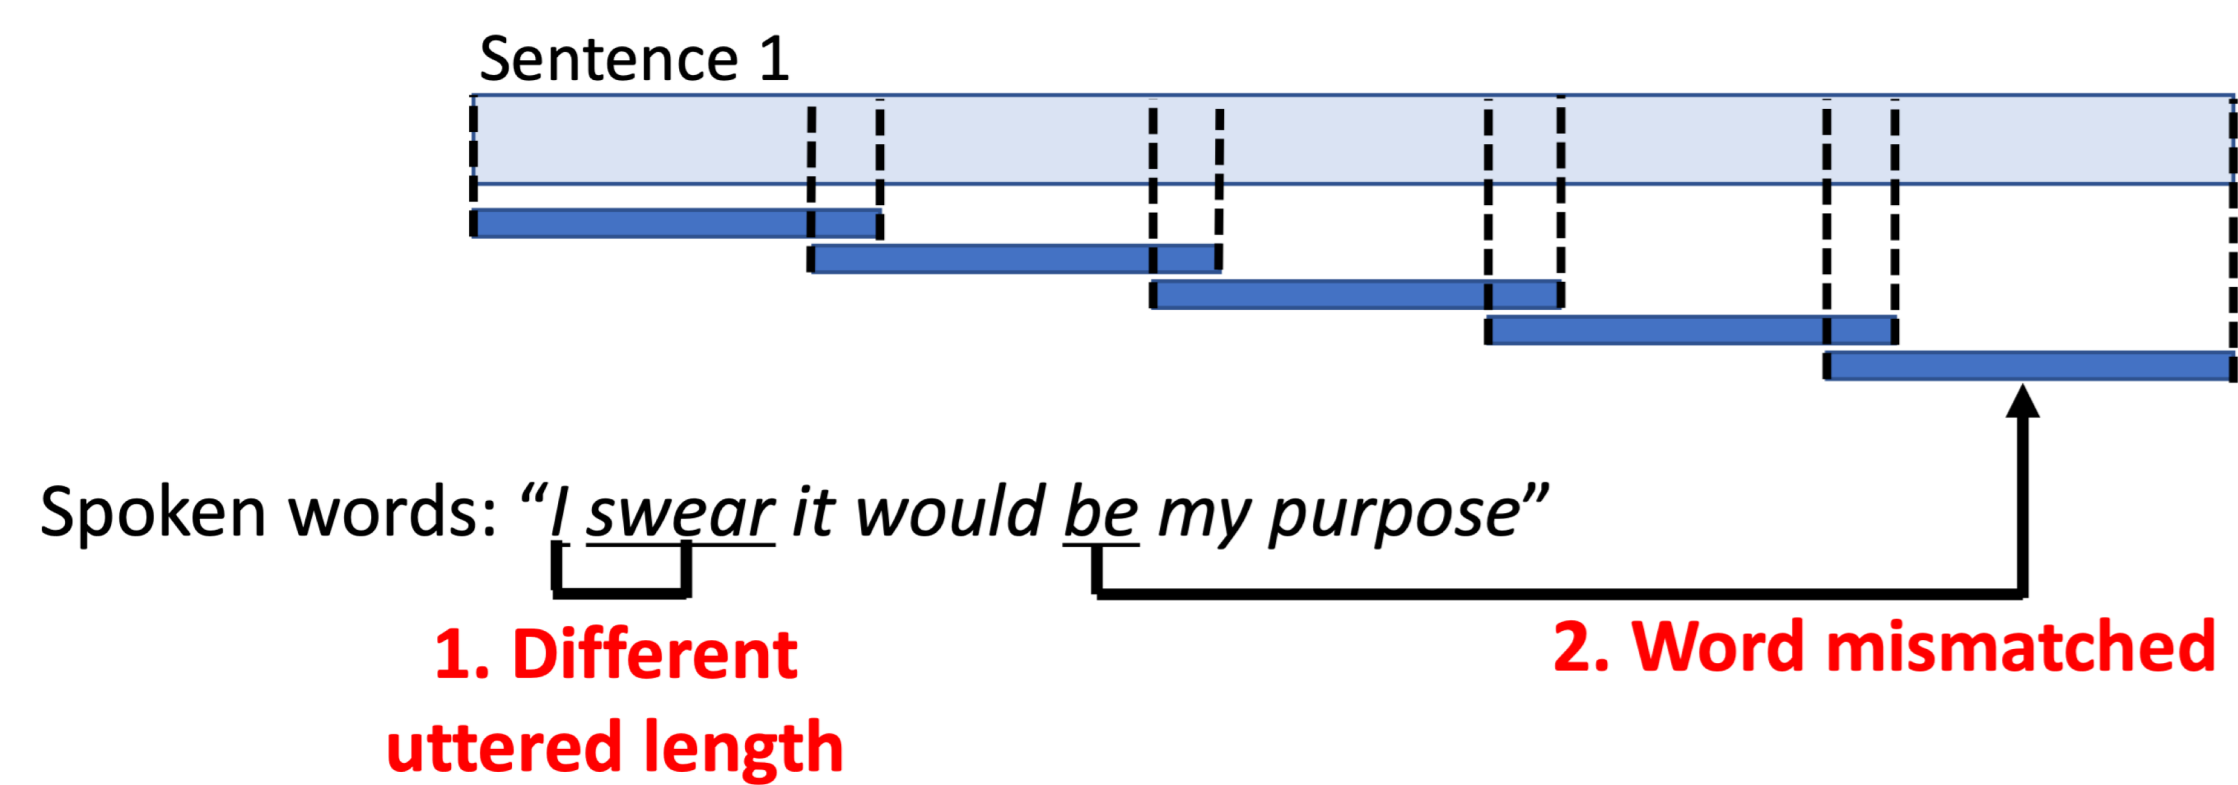 Sentence 1
Spoken words: “I swear it would be my purpose”
1. Different
uttered length
2. Word mismatched